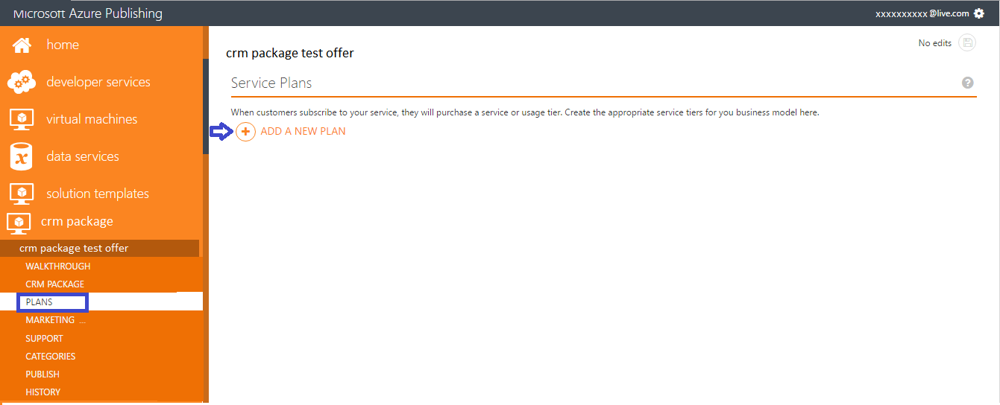 Microsoft Azure Publishing
xxxxxxxxxx@live.com
home
developer services
virtual machines
data services
solution templates
crm package
crm package test offer
WALKTHROUGH
CRM PACKAGE
PLANS
MARKETING ...
SUPPORT
CATEGORIES
PUBLISH
HISTORY
No edits
crm package test offer
Service Plans
?
When customers subscribe to your service, they will purchase a service or usage tier. Create the appropriate service tiers for you business model here.
ADD A NEW PLAN